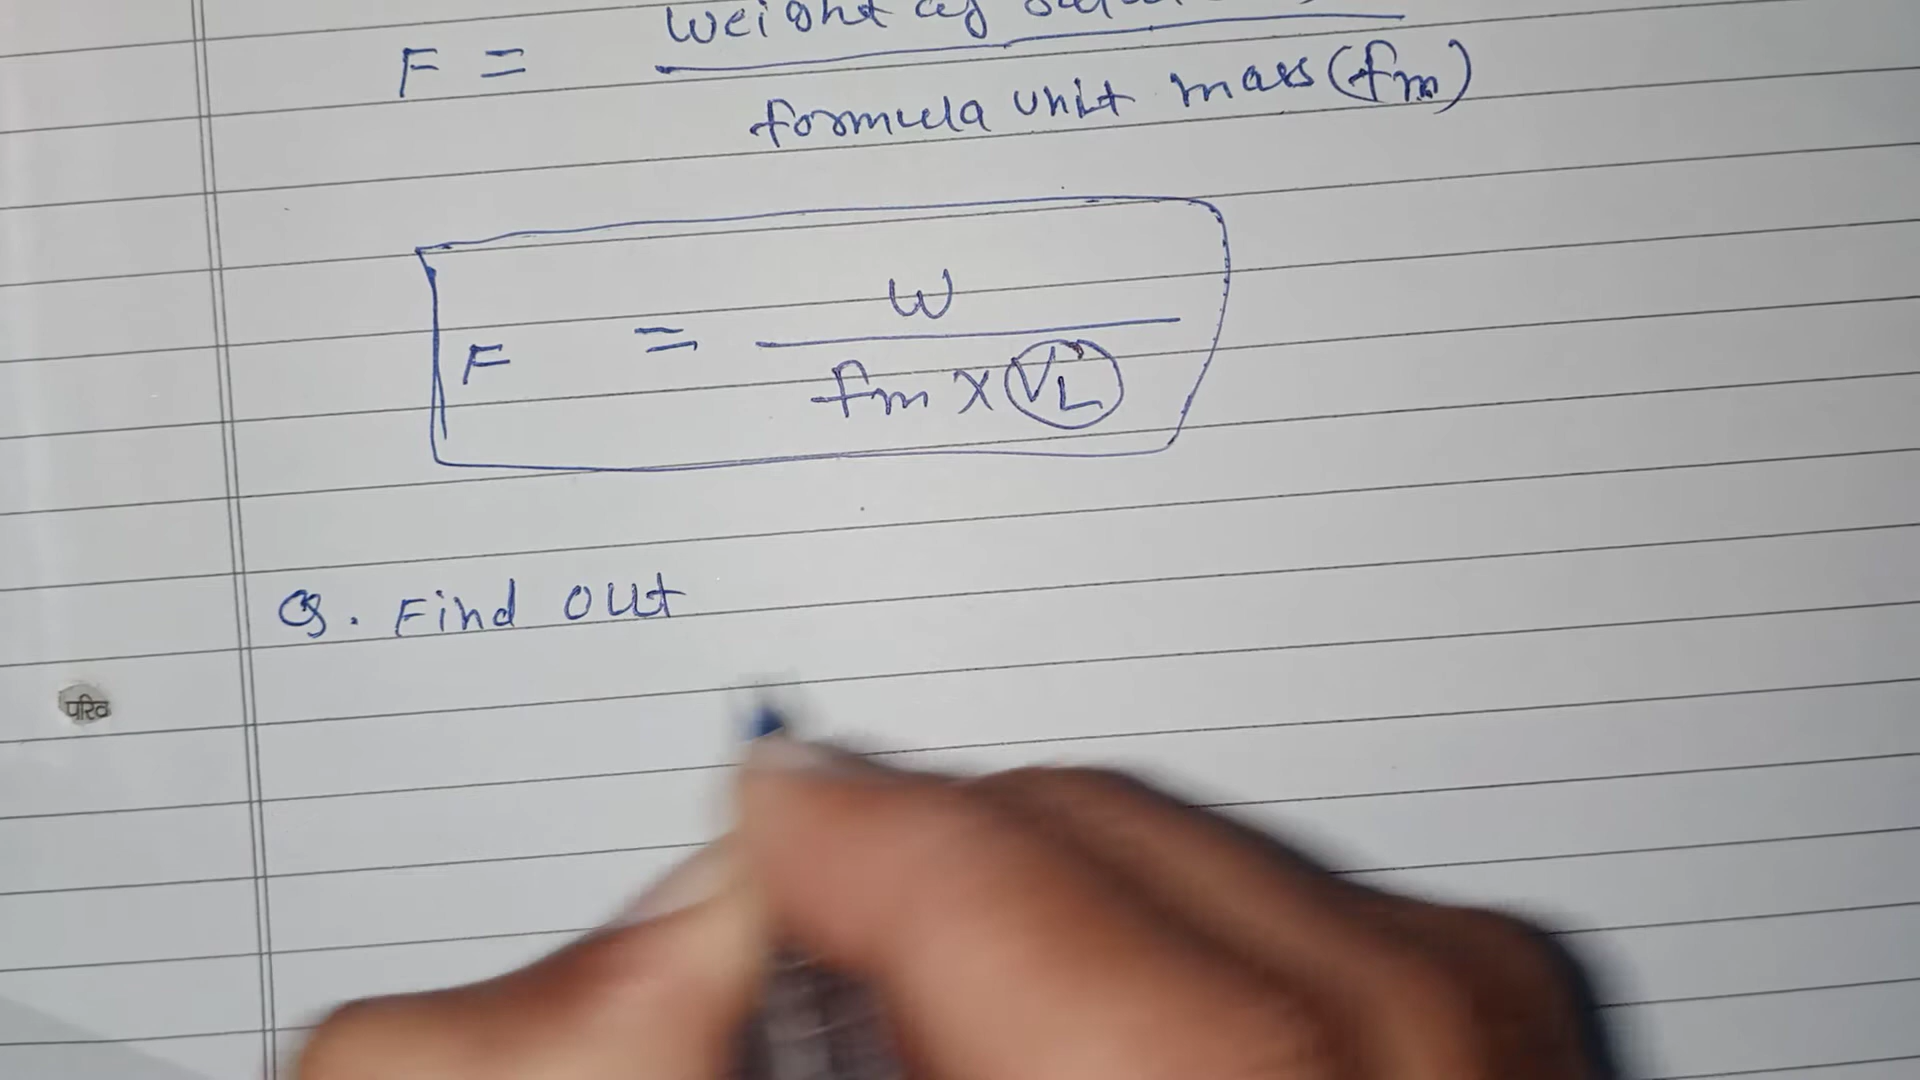 weight of
F =
formula unit mass (fm)
F = w
fm x VL
Q. Find out
परिव